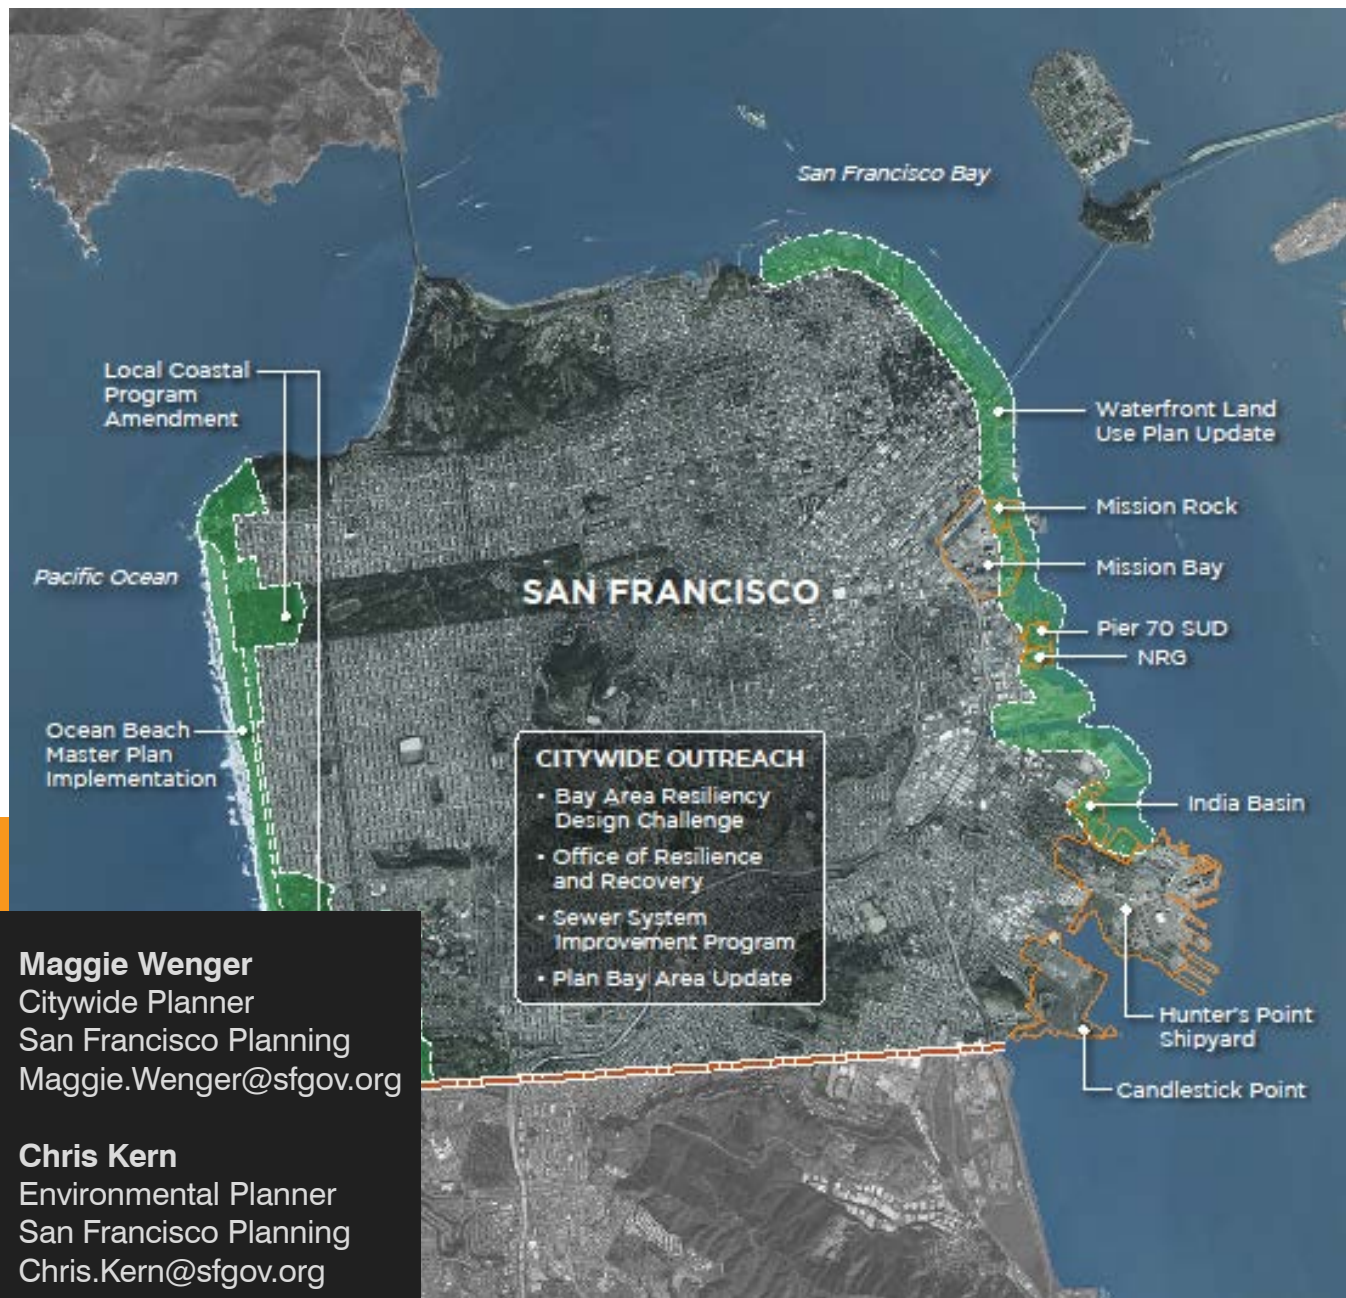 San Francisco Bay
Local Coastal
Program
Amendment
Waterfront Land
Use Plan Update
Mission Rock
Mission Bay
Pacific Ocean
SAN FRANCISCO
Pier 70 SUD
NRG
Ocean Beach
Master Plan
Implementation
CITYWIDE OUTREACH
• Bay Area Resiliency
Design Challenge
• Office of Resilience
and Recovery
• Sewer System
Improvement Program
• Plan Bay Area Update
India Basin
Hunter's Point
Shipyard
Candlestick Point
Maggie Wenger
Citywide Planner
San Francisco Planning
Maggie.Wenger@sfgov.org
Chris Kern
Environmental Planner
San Francisco Planning
Chris.Kern@sfgov.org